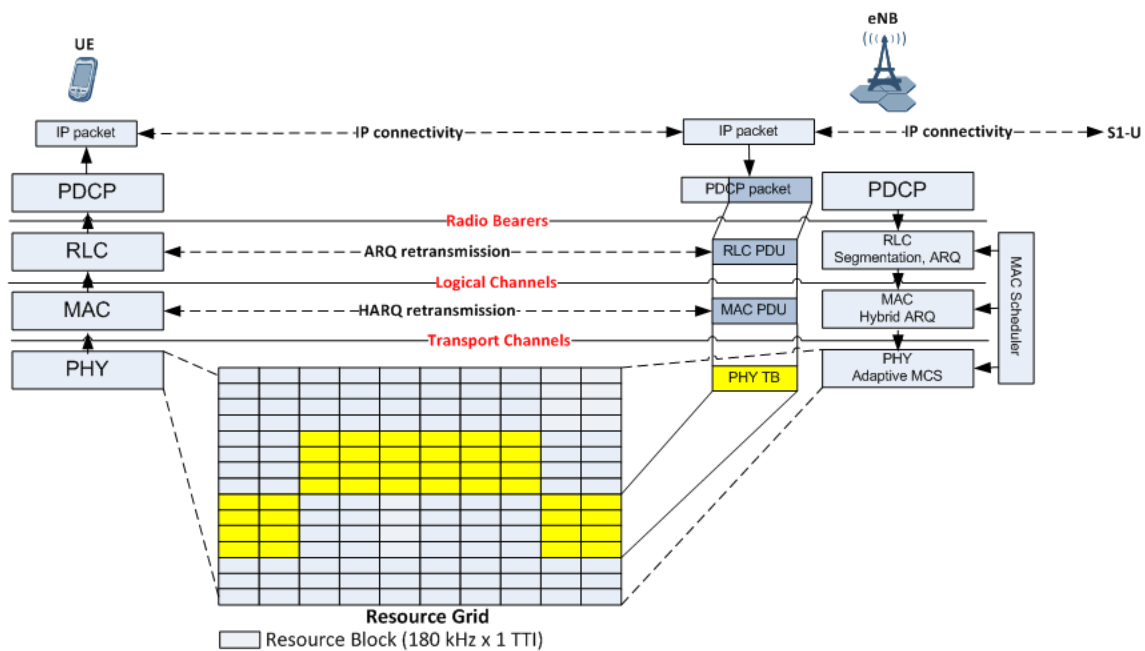 eNB
UE
IP packet
IP connectivity
IP packet
IP connectivity
S1-U
PDCP
PDCP packet
PDCP
Radio Bearers
RLC
ARQ retransmission
RLC PDU
RLC
Segmentation, ARQ
MAC Scheduler
Logical Channels
MAC
HARQ retransmission
MAC PDU
MAC
Hybrid ARQ
Transport Channels
PHY
PHY TB
PHY
Adaptive MCS
Resource Grid
Resource Block (180 kHz x 1 TTI)